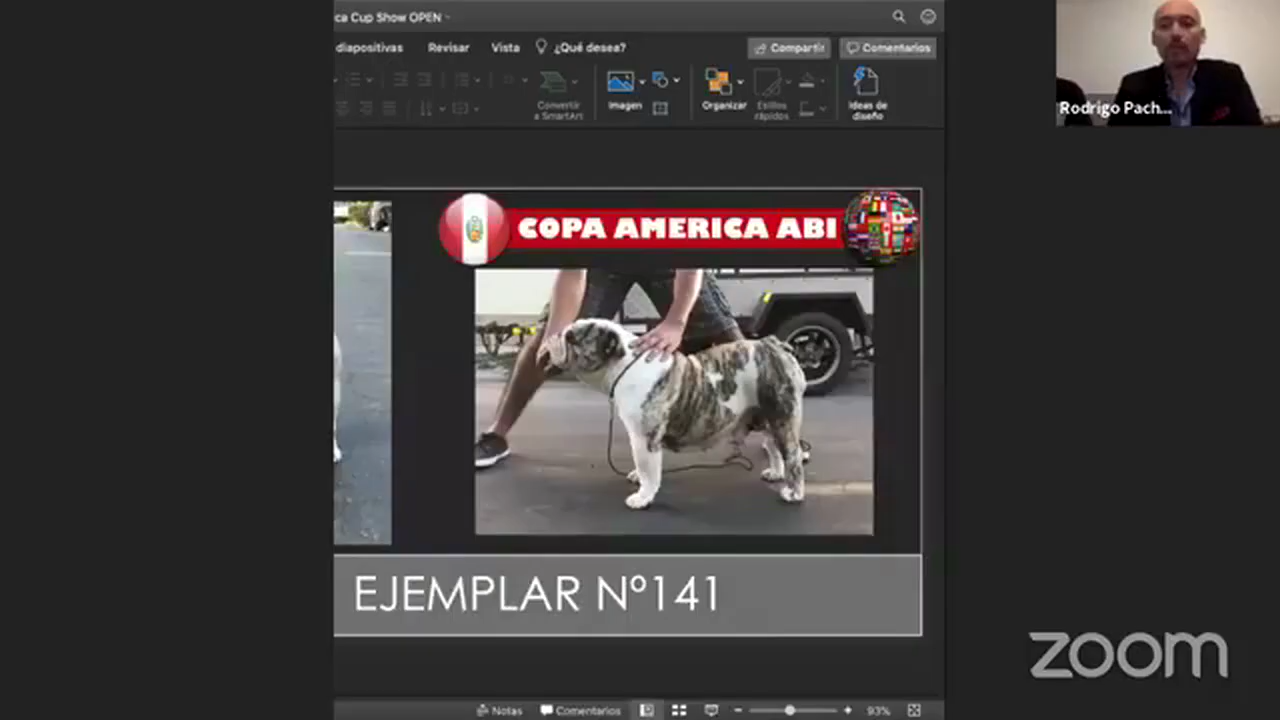 ca Cup Show OPEN
diapositivas Revisar Vista ¿Qué desea? Compartir Comentarios
Convertir
a SmartArt
Imagen
Organizar
Estilos
rápidos
Ideas de
diseño
Rodrigo Pach...
COPA AMERICA ABI
EJEMPLAR Nº141
zoom
Notas Comentarios 93%